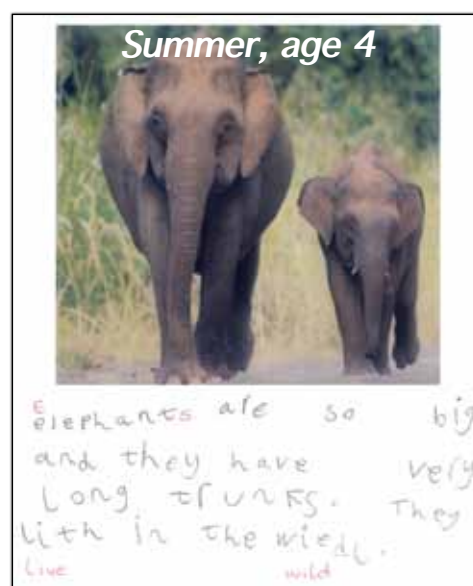 Summer, age 4
E
elephants are so big
and they have very
Long trunks. They
lith in the wiedl.
Live wild